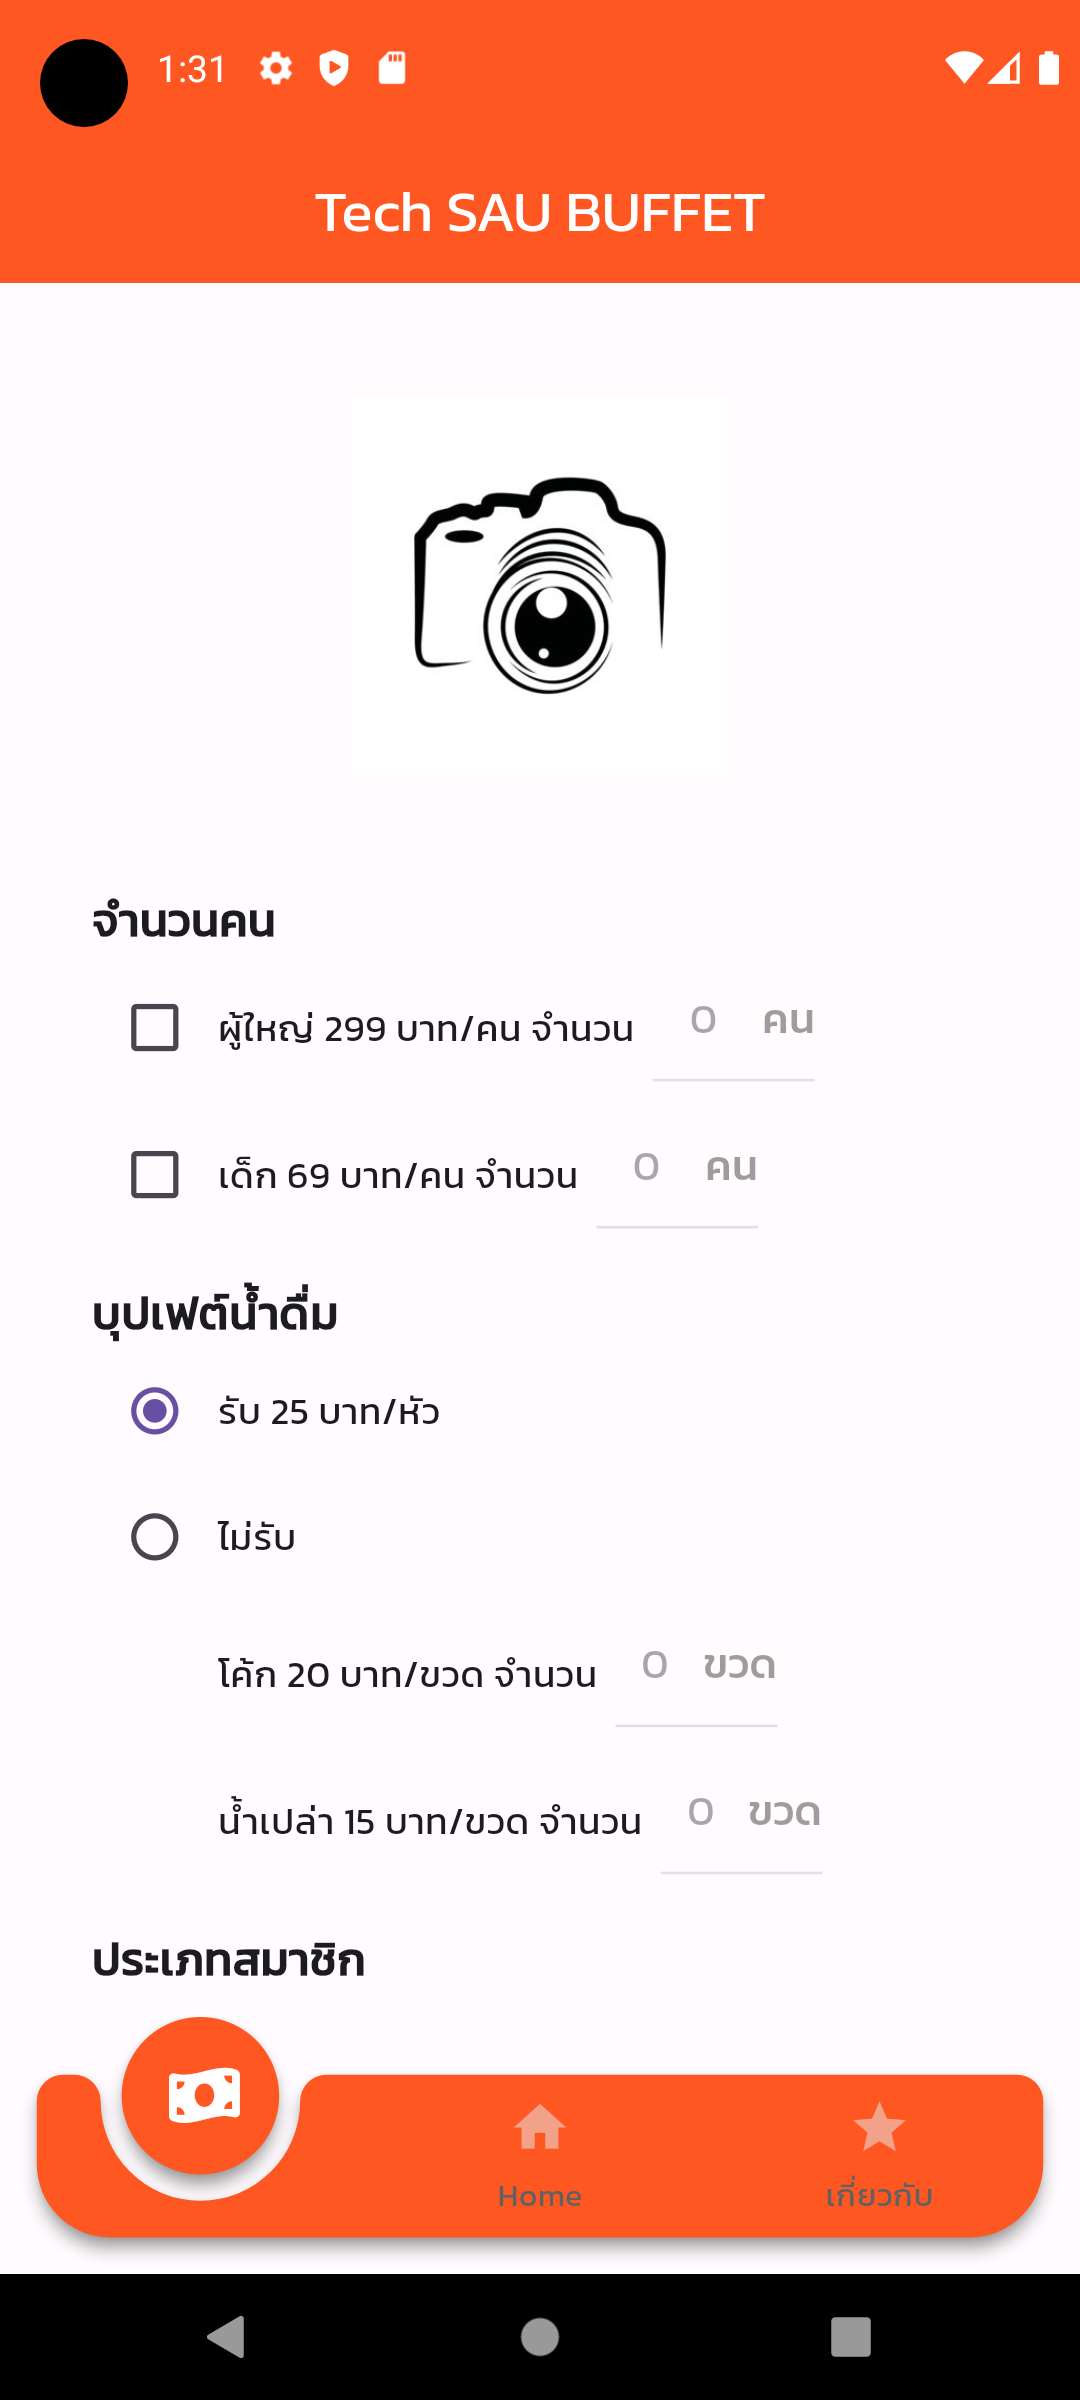 1:31
Tech SAU BUFFET
จำนวนคน
ผู้ใหญ่ 299 บาท/คน จำนวน 0 คน
เด็ก 69 บาท/คน จำนวน 0 คน
บุปเฟต์น้ำดื่ม
รับ 25 บาท/หัว
ไม่รับ
โค้ก 20 บาท/ขวด จำนวน 0 ขวด
น้ำเปล่า 15 บาท/ขวด จำนวน 0 ขวด
ประเภทสมาชิก
Home เกี่ยวกับ